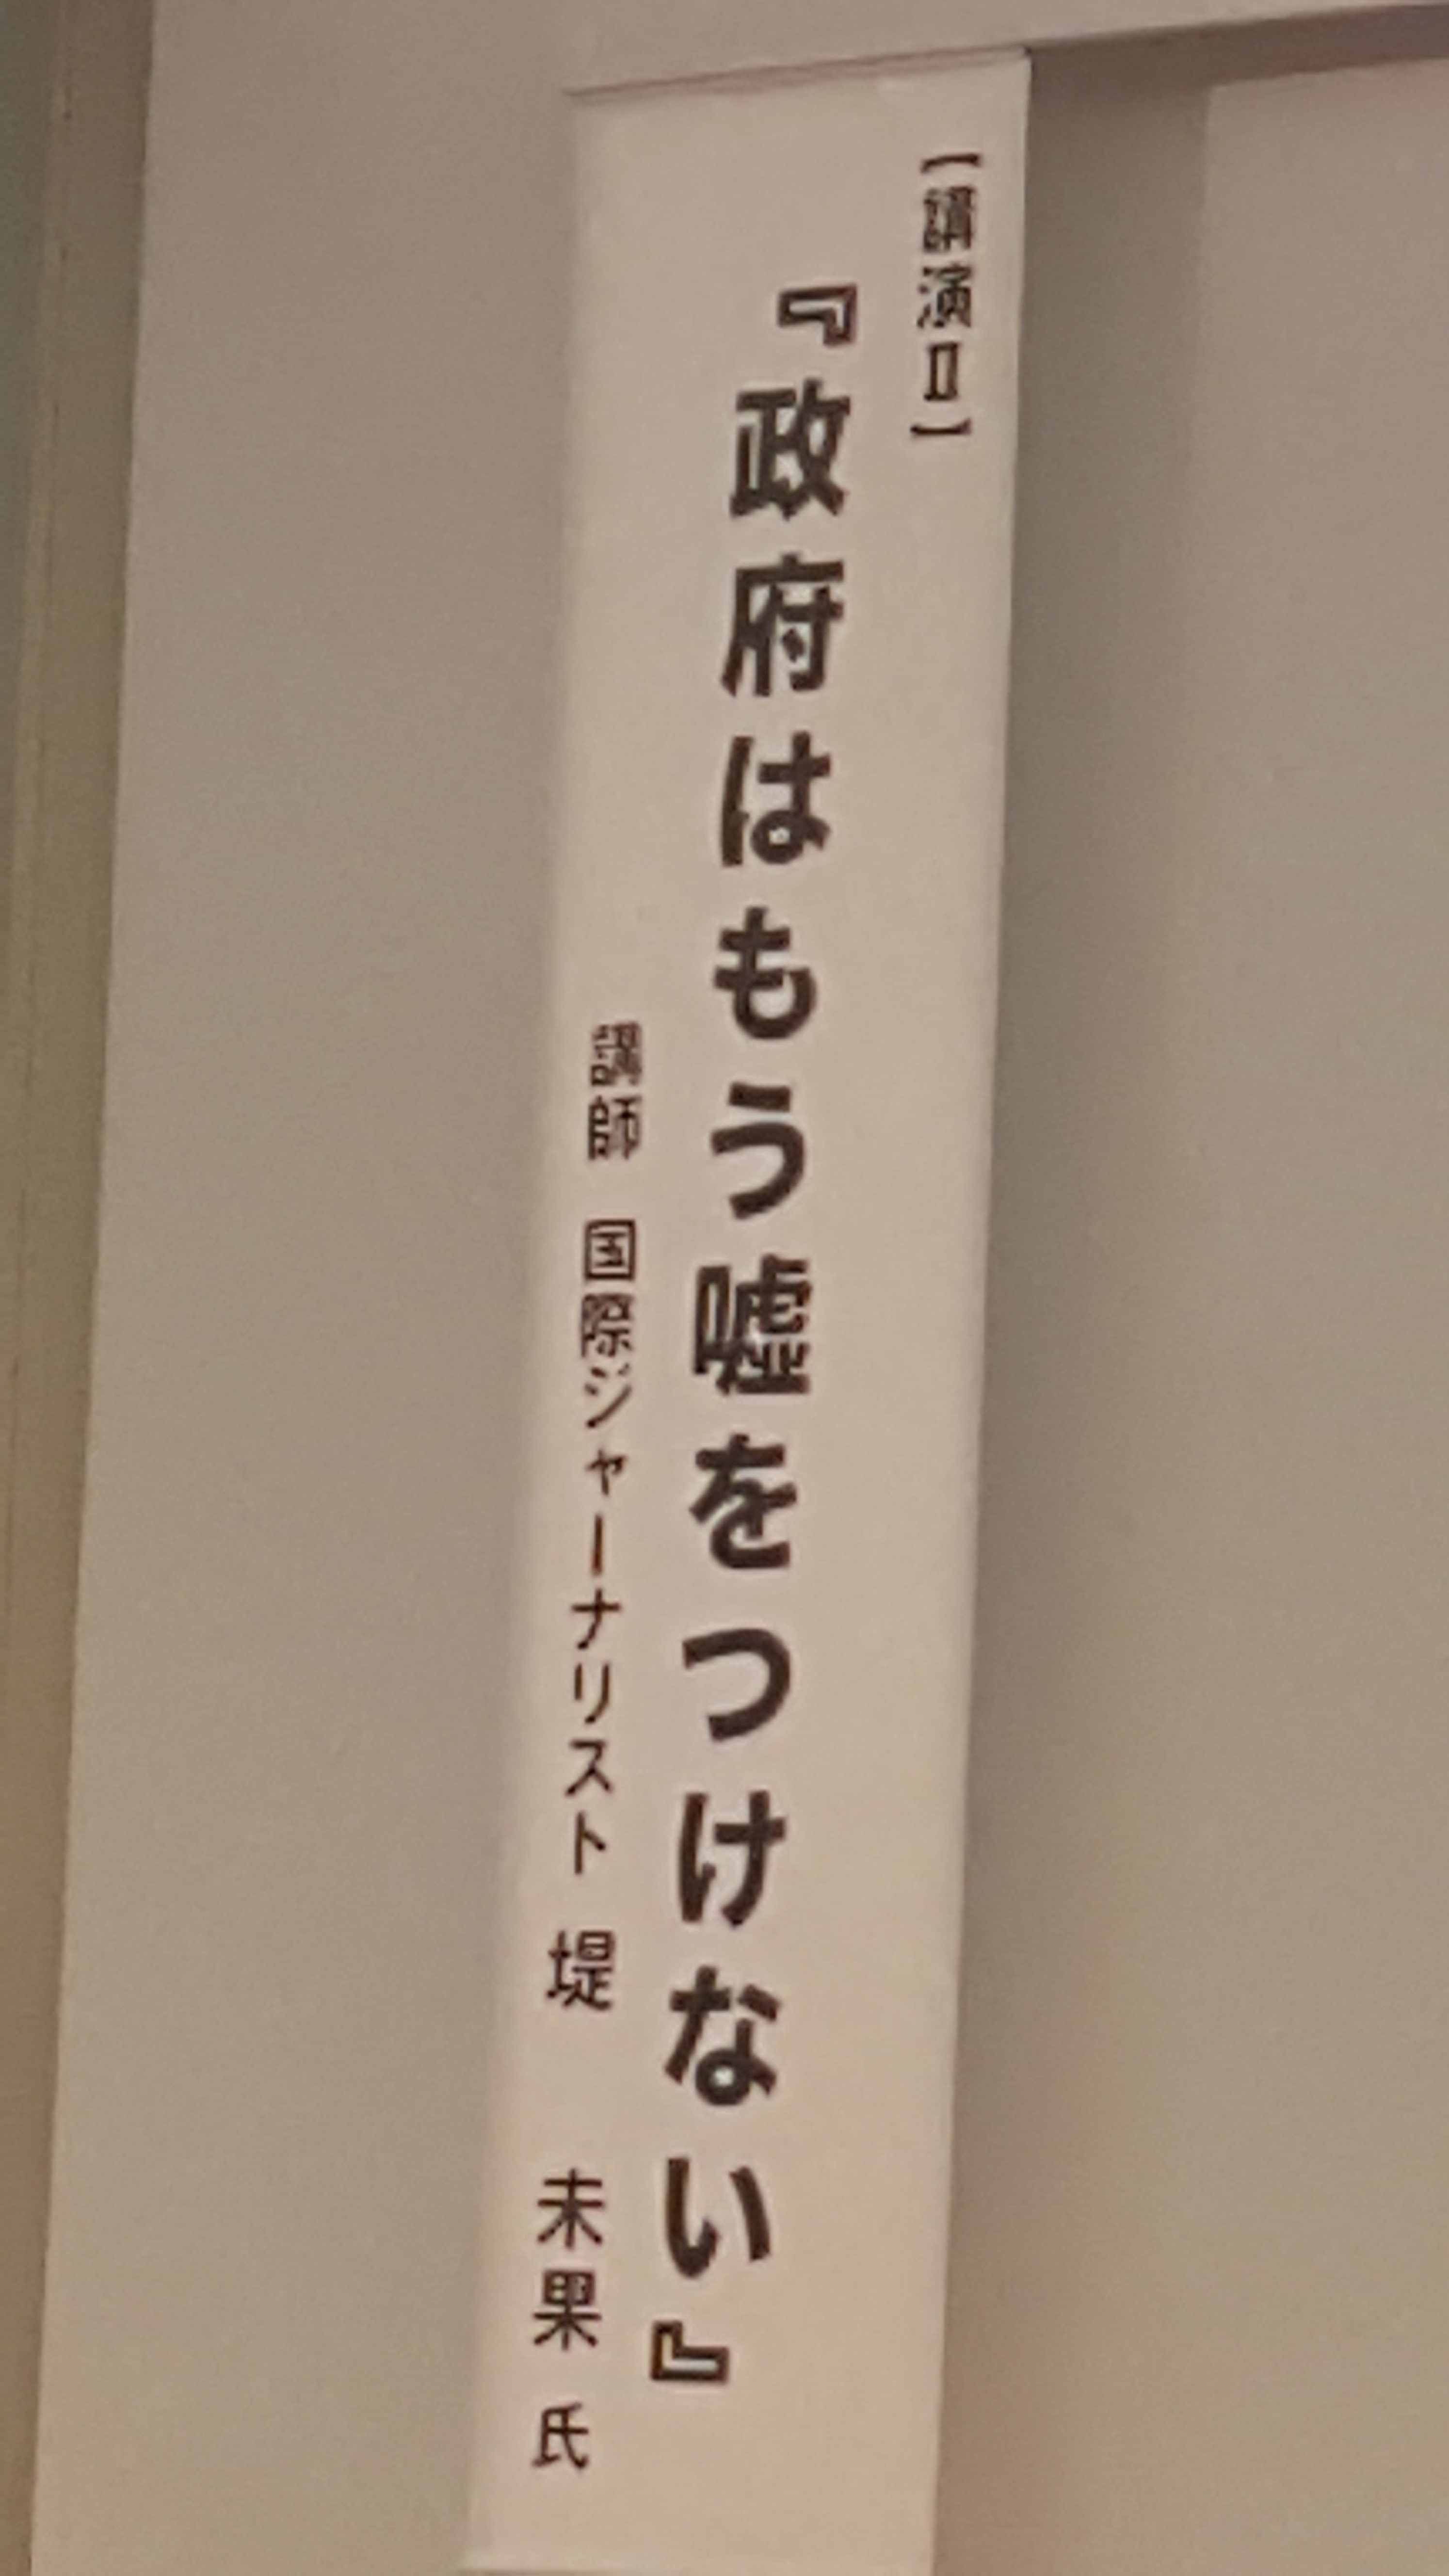 【講演Ⅱ】
『政府はもう嘘をつけない』
講師 国際ジャーナリスト 堤 未果 氏